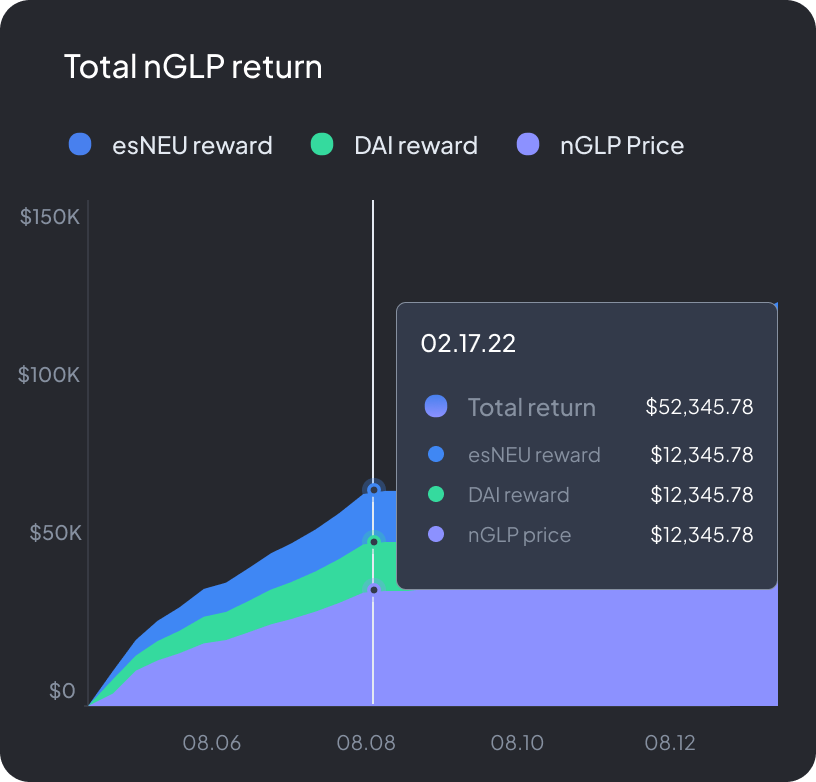 Total nGLP return
esNEU reward DAI reward nGLP Price
$150K
$100K
$50K
$0
02.17.22
Total return $52,345.78
esNEU reward $12,345.78
DAI reward $12,345.78
nGLP price $12,345.78
08.06 08.08 08.10 08.12